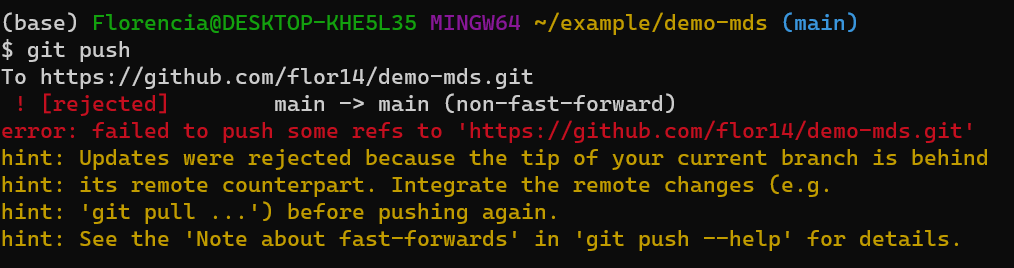 (base) Florencia@DESKTOP-KHE5L35 MINGW64 ~/example/demo-mds (main)
$ git push
To https://github.com/flor14/demo-mds.git
 ! [rejected]        main -> main (non-fast-forward)
error: failed to push some refs to 'https://github.com/flor14/demo-mds.git'
hint: Updates were rejected because the tip of your current branch is behind
hint: its remote counterpart. Integrate the remote changes (e.g.
hint: 'git pull ...') before pushing again.
hint: See the 'Note about fast-forwards' in 'git push --help' for details.